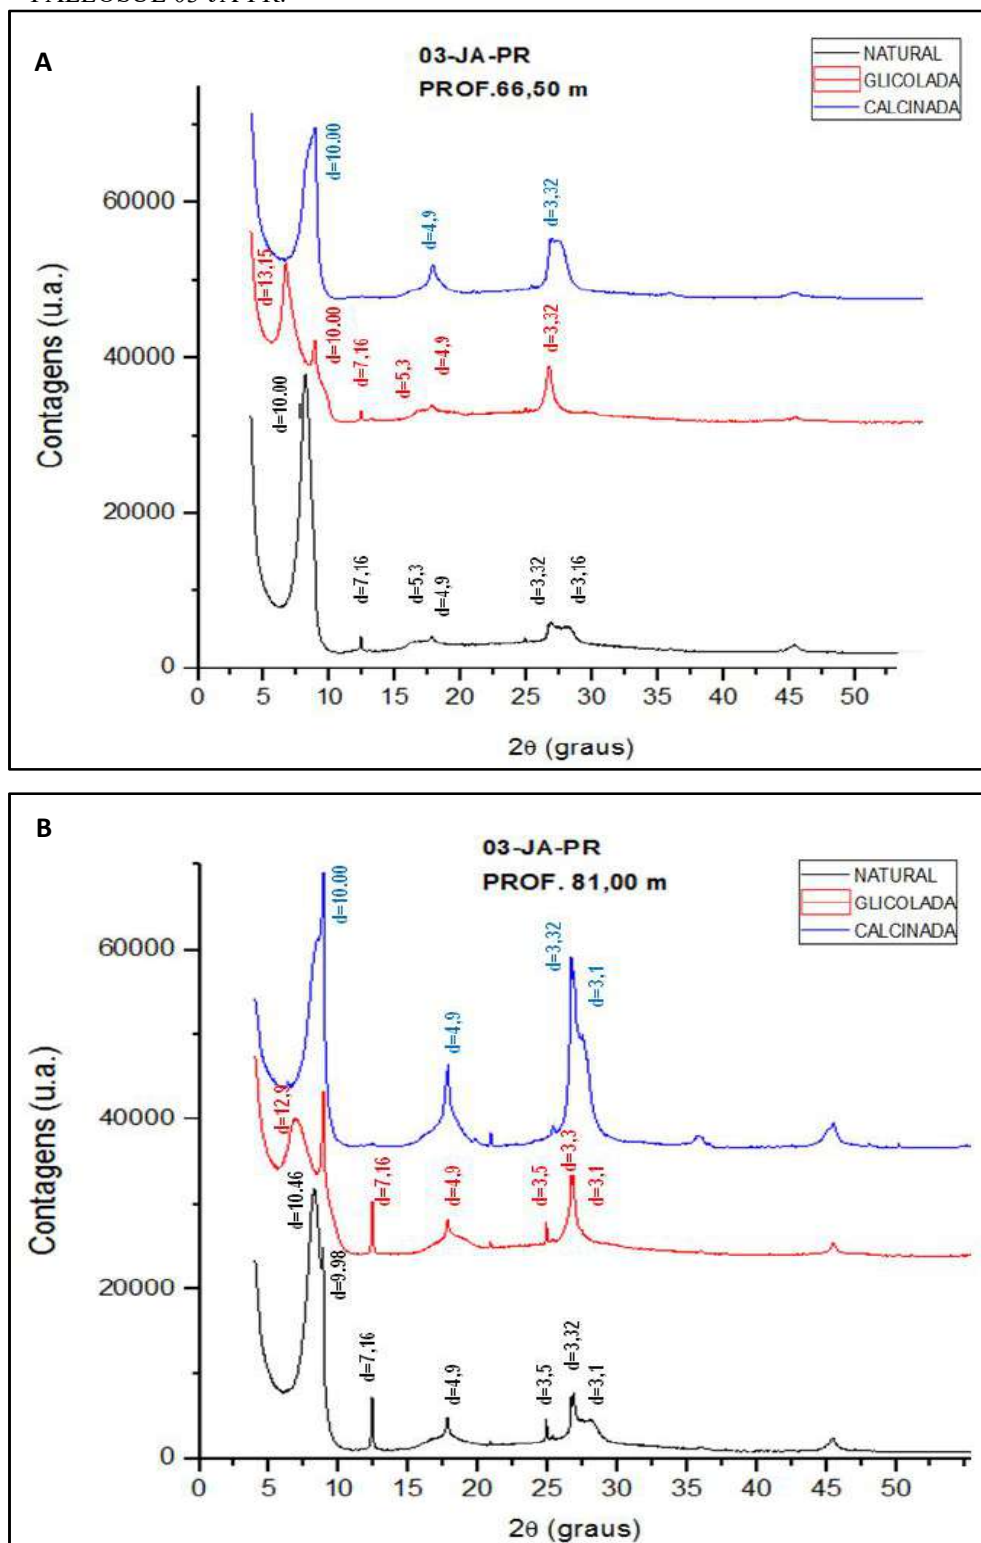 A
03-JA-PR
PROF.66,50 m
NATURAL
GLICOLADA
CALCINADA
Contagens (u.a.)
60000
40000
20000
0
d=10.00
d=4,9
d=3,32
d=13,15
d=10.00
d=7,16
d=5,3
d=4,9
d=3,32
d=10.00
d=7,16
d=5,3
d=4,9
d=3,32
d=3,16
0 5 10 15 20 25 30 35 40 45 50
2θ (graus)
B
03-JA-PR
PROF. 81,00 m
NATURAL
GLICOLADA
CALCINADA
Contagens (u.a.)
60000
40000
20000
0
d=10.00
d=4,9
d=3,32
d=3,1
d=12,9
d=7,16
d=4,9
d=3,5
d=3,3
d=3,1
d=10.46
d=9.98
d=7,16
d=4,9
d=3,5
d=3,32
d=3,1
0 5 10 15 20 25 30 35 40 45 50
2θ (graus)